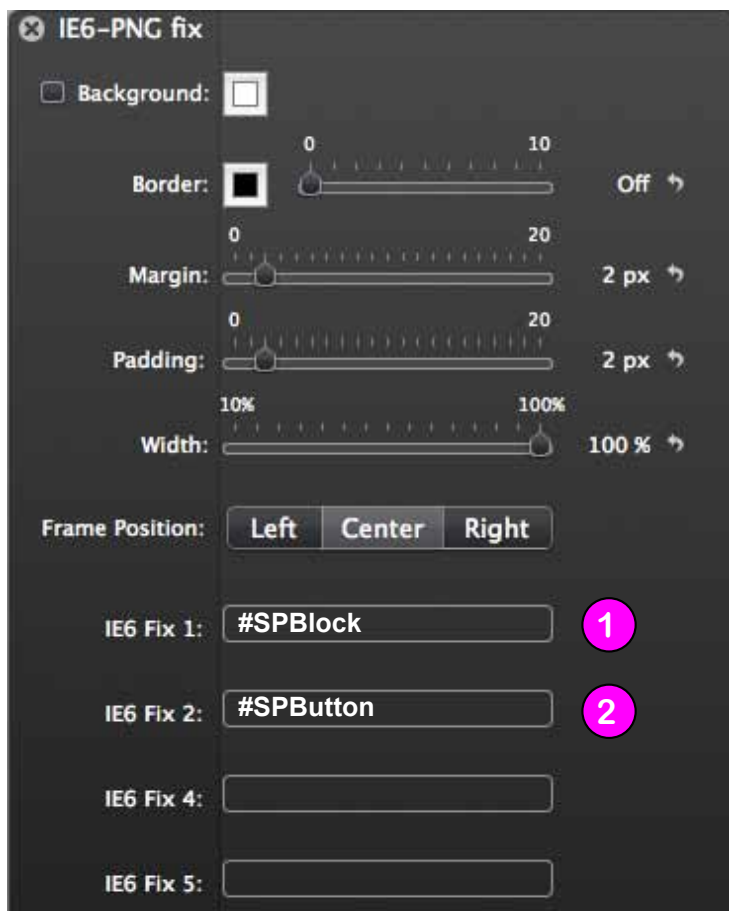 IE6-PNG fix
Background:
0 10
Border: Off
0 20
Margin: 2 px
0 20
Padding: 2 px
10% 100%
Width: 100 %
Frame Position: Left Center Right
IE6 Fix 1: #SPBlock 1
IE6 Fix 2: #SPButton 2
IE6 Fix 4:
IE6 Fix 5: